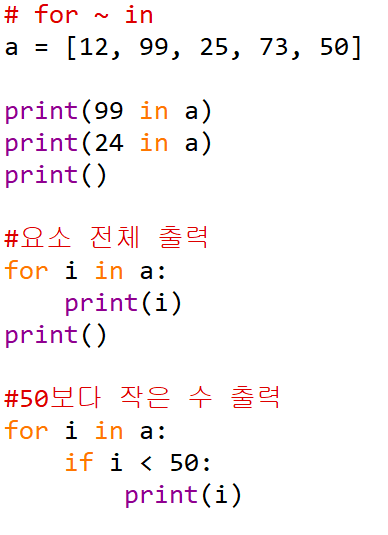 # for ~ in
a = [12, 99, 25, 73, 50]

print(99 in a)
print(24 in a)
print()

#요소 전체 출력
for i in a:
    print(i)
print()

#50보다 작은 수 출력
for i in a:
    if i < 50:
        print(i)